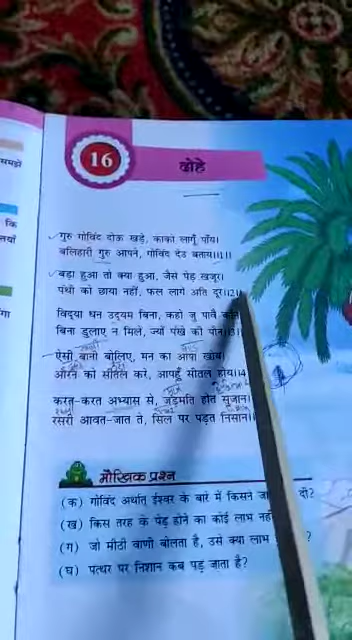 समझो
कि
16
दोहे
गुरु गोविंद दोऊ खड़े, काको लागूँ पाँय।
बलिहारी गुरु आपने, गोविंद देउ बताय।।1।।
बड़ा हुआ तो क्या हुआ, जैसे पेड़ खजूर।
पंथी को छाया नहीं, फल लागे अति दूर।।2।।
विद्या धन उद्यम बिना, कहो जु पावै कौन
बिना डुलाए न मिले, ज्यों पंखे की पौन।।3।।
ऐसी बानी बोलिए, मन का आपा खोय।
औरन को सीतल करे, आपहुँ सीतल होय।।4
करत-करत अभ्यास से, जड़मति होत सुजान।
रसरी आवत-जात ते, सिल पर पड़त निसान।।
मौखिक प्रश्न
(क) गोविंद अर्थात् ईश्वर के बारे में किसने दी?
(ख) किस तरह के पेड़ होने का कोई लाभ
(ग) जो मीठी वाणी बोलता है, उसे क्या लाभ ?
(घ) पत्थर पर निशान कब पड़ जाता है?